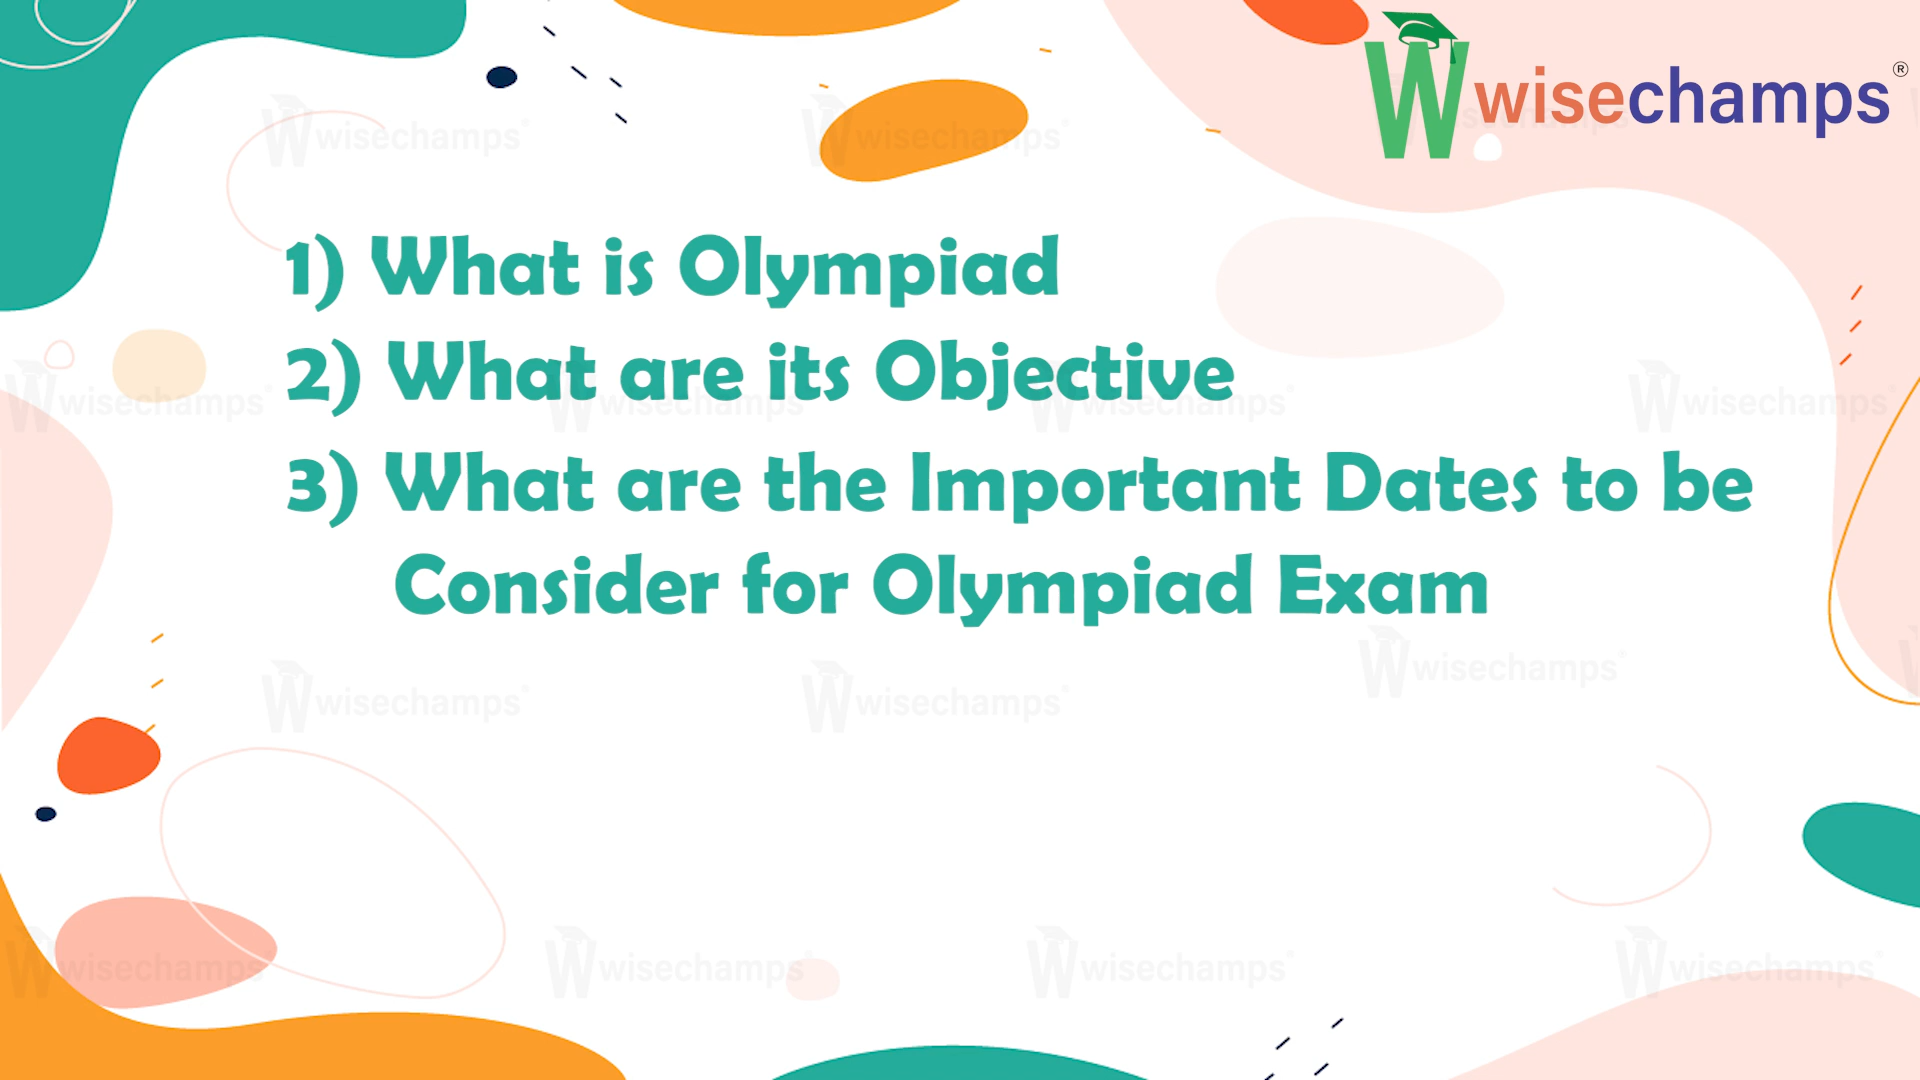 wisechamps®
1) What is Olympiad
2) What are its Objective
3) What are the Important Dates to be
Consider for Olympiad Exam